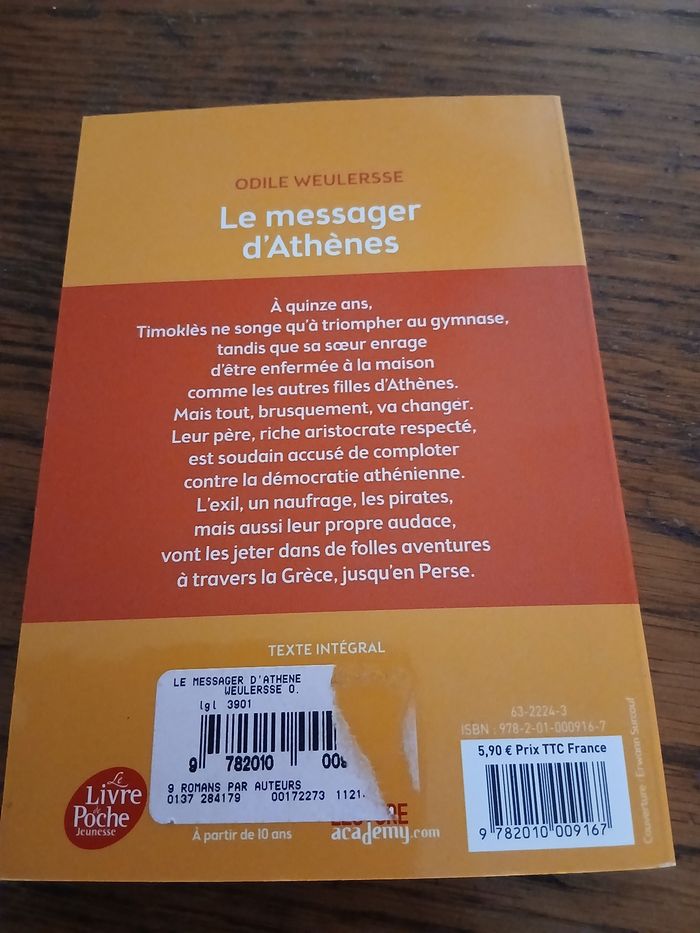 ODILE WEULERSSE
Le messager
d'Athènes
À quinze ans,
Timoklès ne songe qu'à triompher au gymnase,
tandis que sa sœur enrage
d'être enfermée à la maison
comme les autres filles d'Athènes.
Mais tout, brusquement, va changer.
Leur père, riche aristocrate respecté,
est soudain accusé de comploter
contre la démocratie athénienne.
L'exil, un naufrage, les pirates,
mais aussi leur propre audace,
vont les jeter dans de folles aventures
à travers la Grèce, jusqu'en Perse.
TEXTE INTÉGRAL
LE MESSAGER D'ATHENE
WEULERSSE O.
lgl 3901
9 782010 00
9 ROMANS PAR AUTEURS
0137 284179 00172273 1121
Le
Livre
de
Poche
Jeunesse
À partir de 10 ans
academy.com
63-2224-3
ISBN : 978-2-01-000916-7
5,90 € Prix TTC France
9 782010 009167
Couverture : Erwann Surcouf